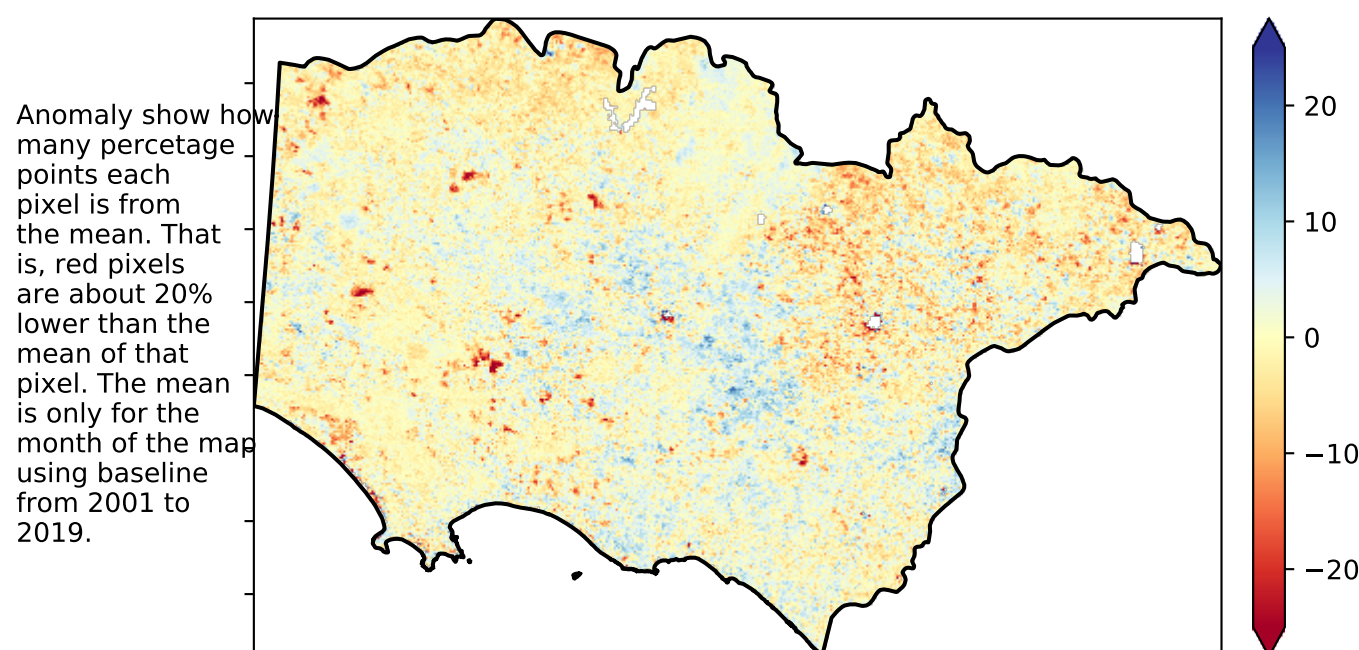 Anomaly show how
many percetage
points each
pixel is from
the mean. That
is, red pixels
are about 20%
lower than the
mean of that
pixel. The mean
is only for the
month of the map
using baseline
from 2001 to
2019.
20
10
0
−10
−20